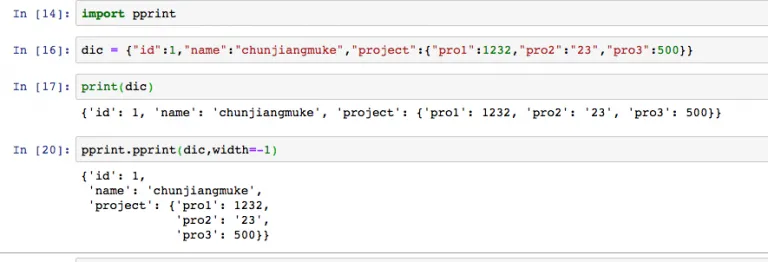 In [14]: import pprint
In [16]: dic = {"id":1,"name":"chunjiangmuke","project":{"pro1":1232,"pro2":"23","pro3":500}}
In [17]: print(dic)
{'id': 1, 'name': 'chunjiangmuke', 'project': {'pro1': 1232, 'pro2': '23', 'pro3': 500}}
In [20]: pprint.pprint(dic,width=-1)
{'id': 1,
 'name': 'chunjiangmuke',
 'project': {'pro1': 1232,
             'pro2': '23',
             'pro3': 500}}